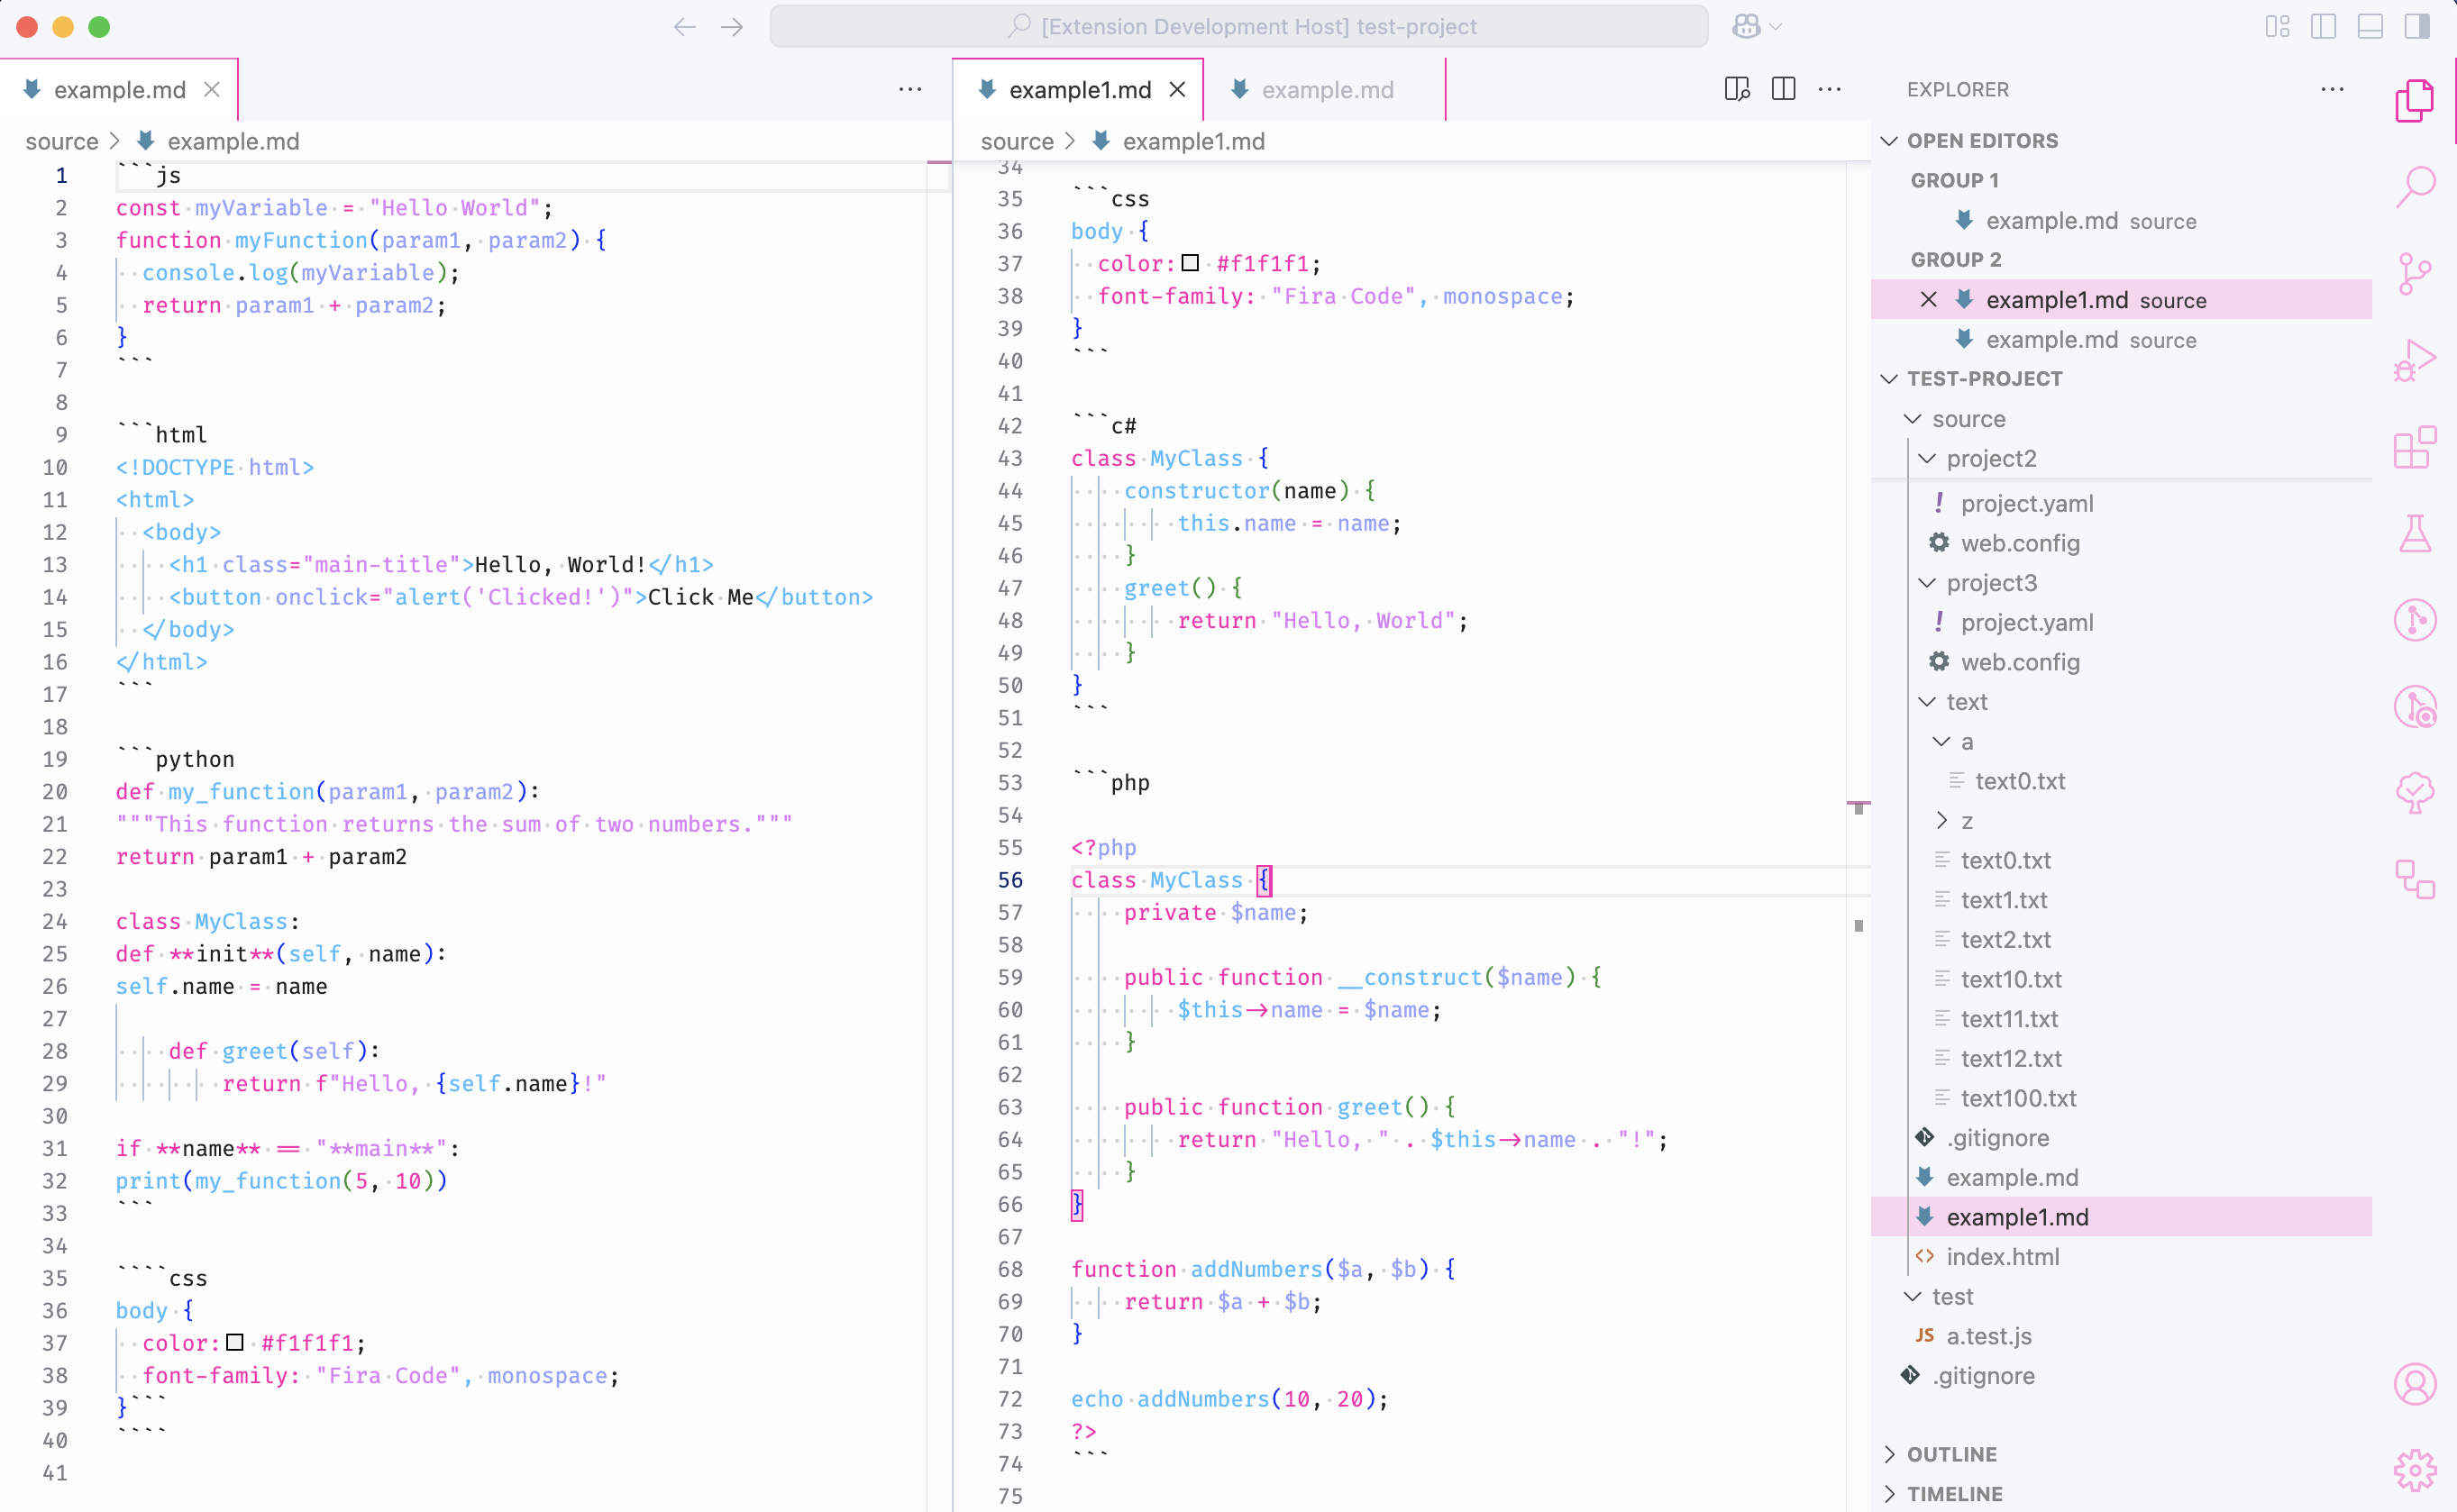 [Extension Development Host] test-project
example.md
source > example.md
1 ```js
2 const myVariable = "Hello World";
3 function myFunction(param1, param2) {
4   console.log(myVariable);
5   return param1 + param2;
6 }
7 ```
8
9 ```html
10 <!DOCTYPE html>
11 <html>
12   <body>
13     <h1 class="main-title">Hello, World!</h1>
14     <button onclick="alert('Clicked!')">Click Me</button>
15   </body>
16 </html>
17 ```
18
19 ```python
20 def my_function(param1, param2):
21 """This function returns the sum of two numbers."""
22 return param1 + param2
23
24 class MyClass:
25 def **init**(self, name):
26 self.name = name
27
28     def greet(self):
29         return f"Hello, {self.name}!"
30
31 if **name** == "**main**":
32 print(my_function(5, 10))
33 ```
34
35 ````css
36 body {
37   color: #f1f1f1;
38   font-family: "Fira Code", monospace;
39 }```
40 ````
41
example1.md
example.md
source > example1.md
34
35 ```css
36 body {
37   color: #f1f1f1;
38   font-family: "Fira Code", monospace;
39 }
40 ```
41
42 ```c#
43 class MyClass {
44     constructor(name) {
45         this.name = name;
46     }
47     greet() {
48         return "Hello, World";
49     }
50 }
51 ```
52
53 ```php
54
55 <?php
56 class MyClass {
57     private $name;
58
59     public function __construct($name) {
60         $this->name = $name;
61     }
62
63     public function greet() {
64         return "Hello, " . $this->name . "!";
65     }
66 }
67
68 function addNumbers($a, $b) {
69     return $a + $b;
70 }
71
72 echo addNumbers(10, 20);
73 ?>
74 ```
75
EXPLORER
OPEN EDITORS
GROUP 1
example.md source
GROUP 2
example1.md source
example.md source
TEST-PROJECT
source
project2
! project.yaml
web.config
project3
! project.yaml
web.config
text
a
text0.txt
z
text0.txt
text1.txt
text2.txt
text10.txt
text11.txt
text12.txt
text100.txt
.gitignore
example.md
example1.md
<> index.html
test
JS a.test.js
.gitignore
OUTLINE
TIMELINE